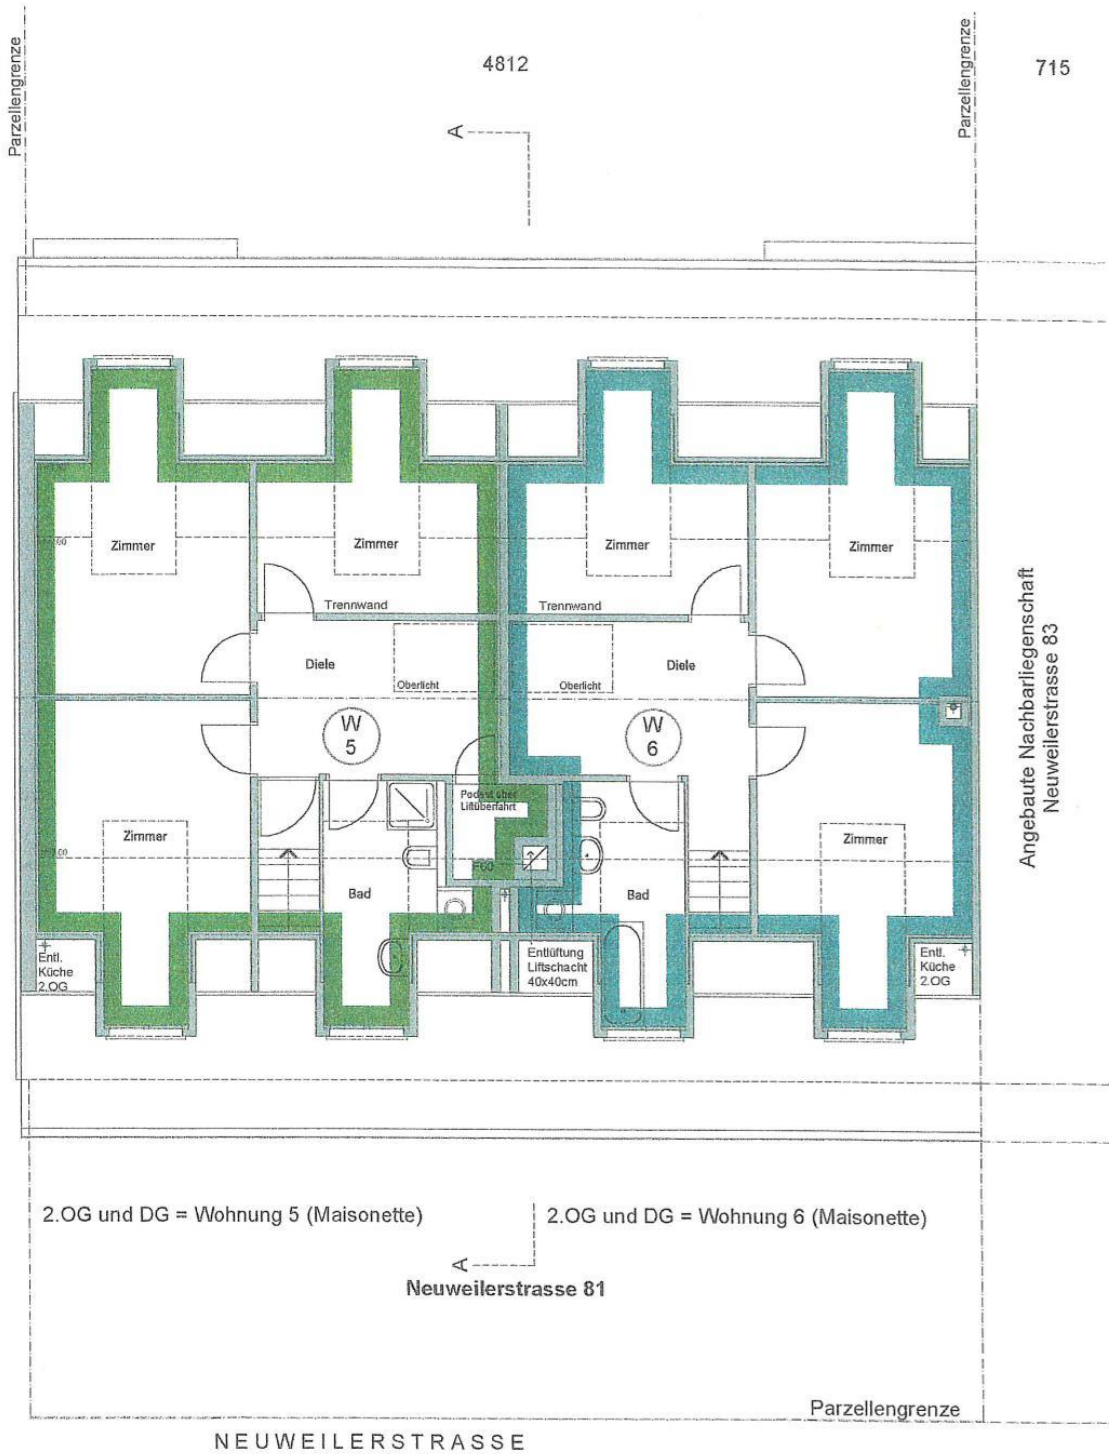 Parzellengrenze
4812
Parzellengrenze
715
A
Zimmer
Zimmer
Zimmer
Zimmer
Trennwand
Trennwand
Diele
Oberlicht
Diele
Oberlicht
W
5
W
6
Angebaute Nachbarliegenschaft
Neuweilerstrasse 83
Podest über
Liftüberfahrt
Zimmer
Zimmer
F60
Bad
Bad
Entl.
Küche
2.OG
Entlüftung
Liftschacht
40x40cm
Entl.
Küche
2.OG
2.OG und DG = Wohnung 5 (Maisonette)
2.OG und DG = Wohnung 6 (Maisonette)
A
Neuweilerstrasse 81
Parzellengrenze
NEUWEILERSTRASSE